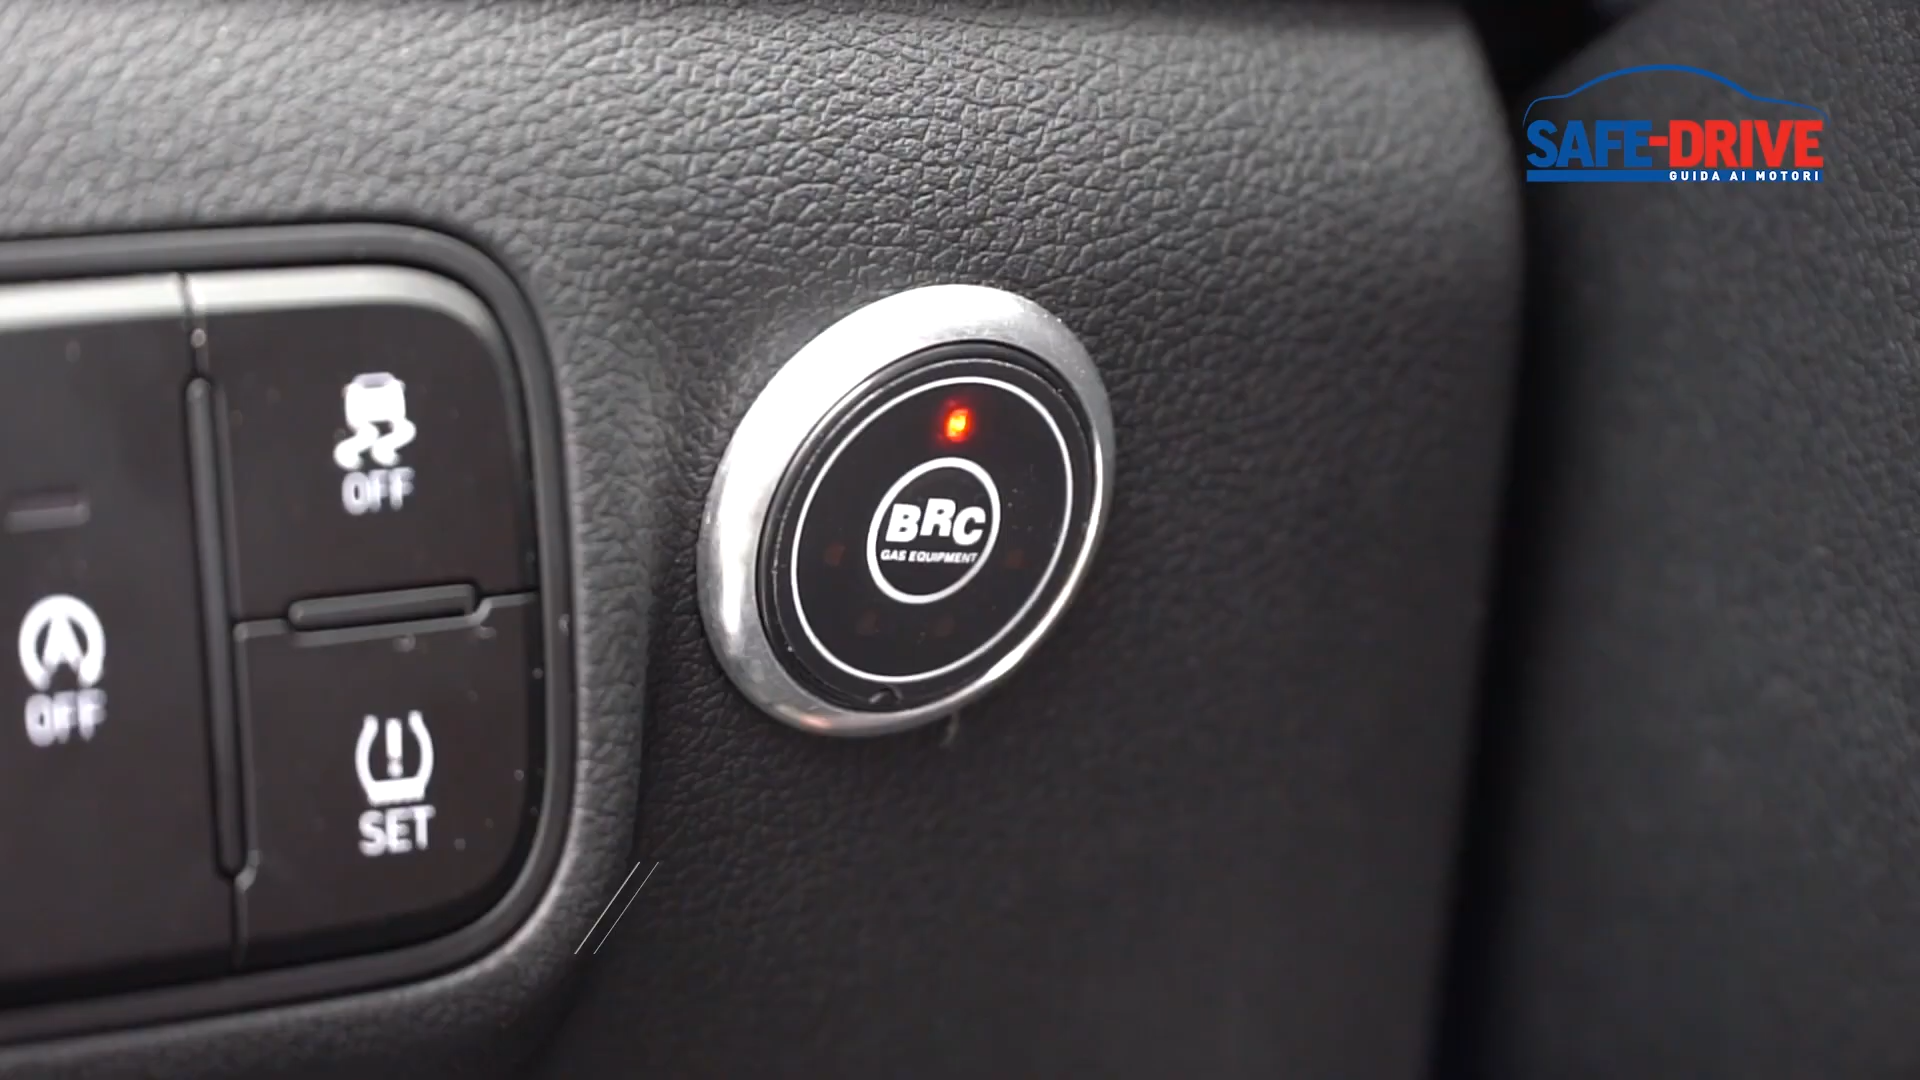 SAFE-DRIVE
GUIDA AI MOTORI
OFF
BRC
GAS EQUIPMENT
OFF
SET